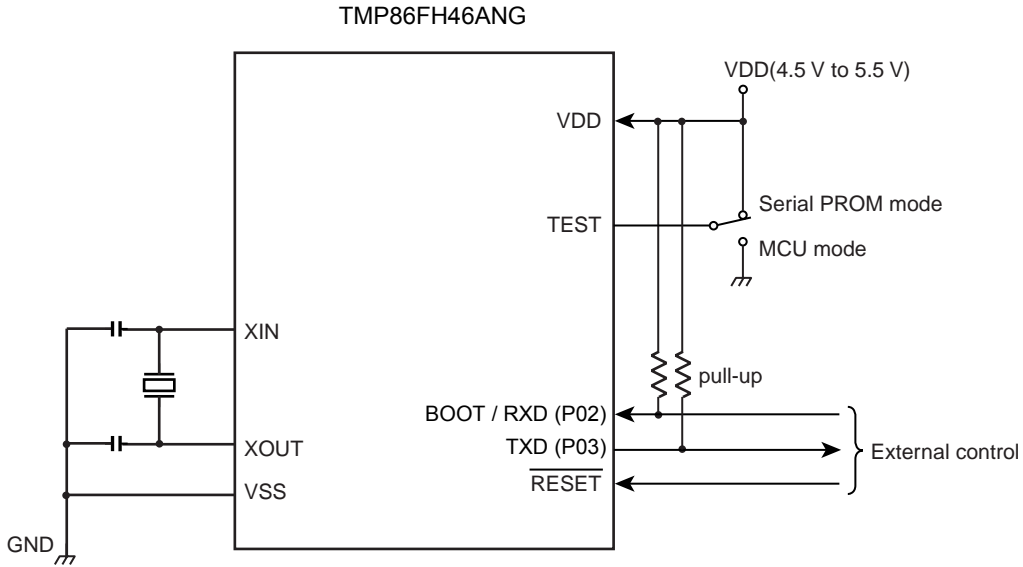 TMP86FH46ANG
VDD(4.5 V to 5.5 V)
VDD
Serial PROM mode
TEST
MCU mode
XIN
pull-up
BOOT / RXD (P02)
XOUT
TXD (P03)
External control
RESET
VSS
GND